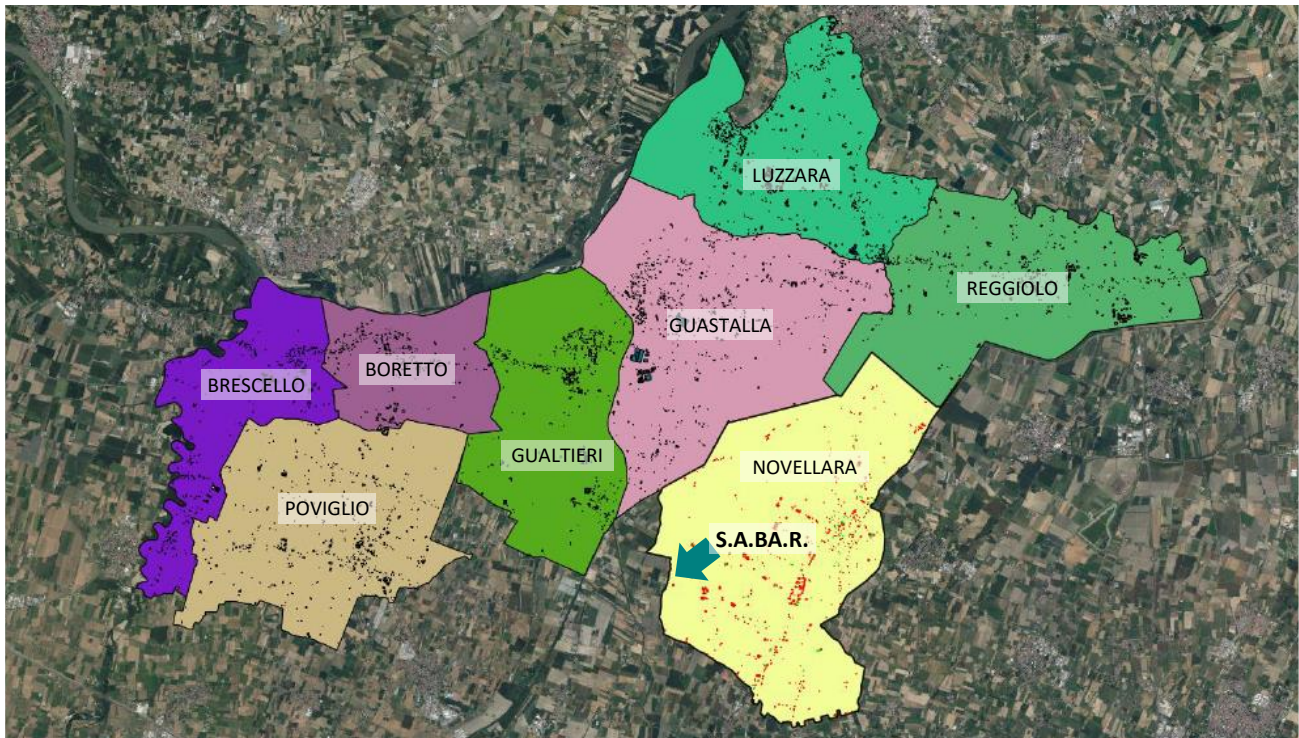 LUZZARA
REGGIOLO
GUASTALLA
BORETTO
BRESCELLO
GUALTIERI
NOVELLARA
POVIGLIO
S.A.BA.R.